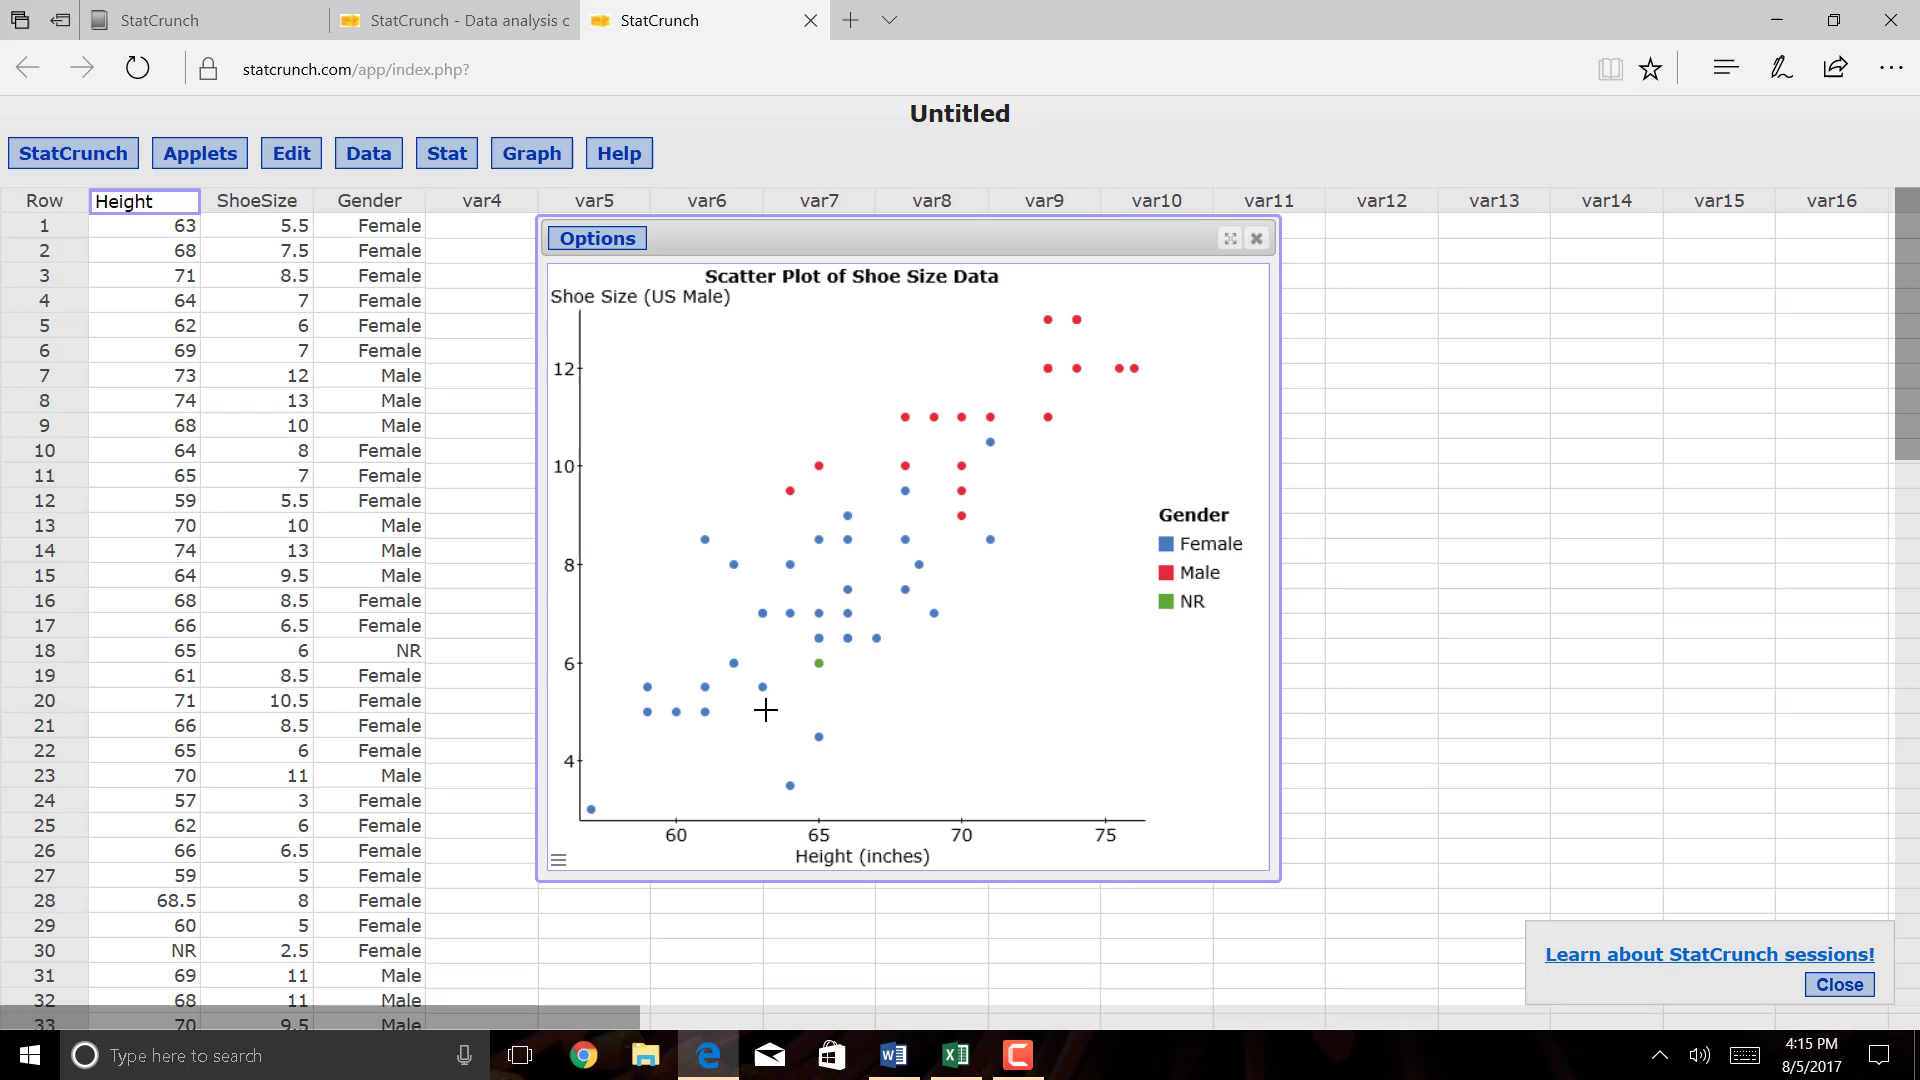 StatCrunch
StatCrunch - Data analysis c
StatCrunch
statcrunch.com/app/index.php?
Untitled
StatCrunch Applets Edit Data Stat Graph Help
Row Height ShoeSize Gender var4 var5 var6 var7 var8 var9 var10 var11 var12 var13 var14 var15 var16
1 63 5.5 Female
2 68 7.5 Female
3 71 8.5 Female
4 64 7 Female
5 62 6 Female
6 69 7 Female
7 73 12 Male
8 74 13 Male
9 68 10 Male
10 64 8 Female
11 65 7 Female
12 59 5.5 Female
13 70 10 Male
14 74 13 Male
15 64 9.5 Male
16 68 8.5 Female
17 66 6.5 Female
18 65 6 NR
19 61 8.5 Female
20 71 10.5 Female
21 66 8.5 Female
22 65 6 Female
23 70 11 Male
24 57 3 Female
25 62 6 Female
26 66 6.5 Female
27 59 5 Female
28 68.5 8 Female
29 60 5 Female
30 NR 2.5 Female
31 69 11 Male
32 68 11 Male
33 70 9.5 Male
Options
Scatter Plot of Shoe Size Data
Shoe Size (US Male)
12
10
8
6
4
60 65 70 75
Height (inches)
Gender
Female
Male
NR
Learn about StatCrunch sessions!
Close
Type here to search
4:15 PM
8/5/2017